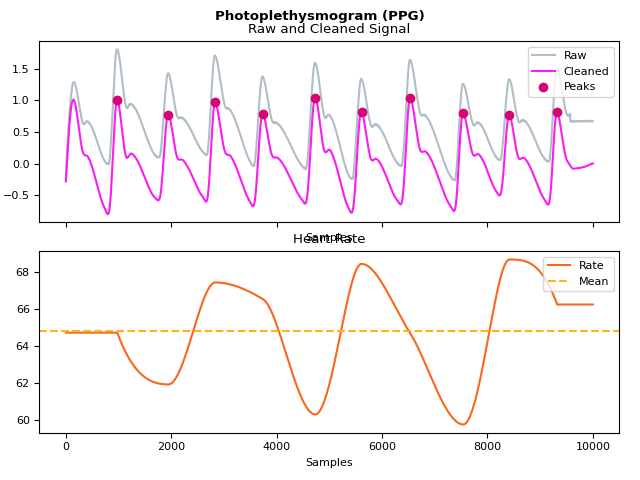 Photoplethysmogram (PPG)
Raw and Cleaned Signal
1.5
1.0
0.5
0.0
−0.5
Raw
Cleaned
Peaks
Samples
Heart Rate
68
66
64
62
60
Rate
Mean
0 2000 4000 6000 8000 10000
Samples